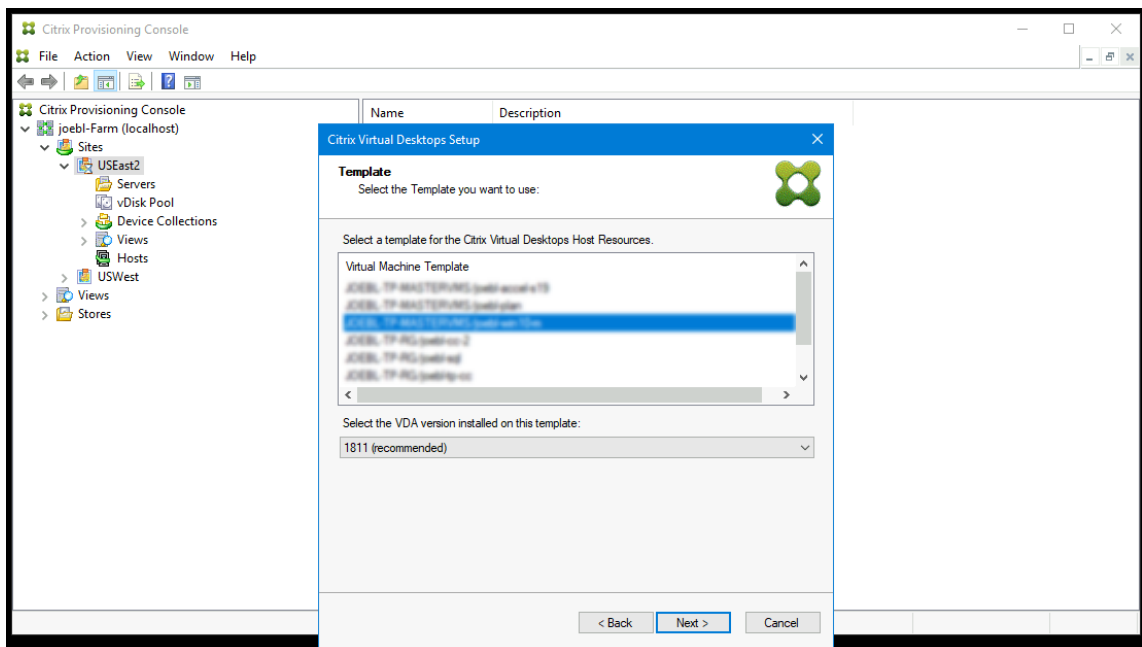 Citrix Provisioning Console
File Action View Window Help
Citrix Provisioning Console
joebl-Farm (localhost)
Sites
USEast2
Servers
vDisk Pool
Device Collections
Views
Hosts
USWest
Views
Stores
Name Description
Citrix Virtual Desktops Setup
Template
Select the Template you want to use:
Select a template for the Citrix Virtual Desktops Host Resources.
Virtual Machine Template
Select the VDA version installed on this template:
1811 (recommended)
< Back Next > Cancel